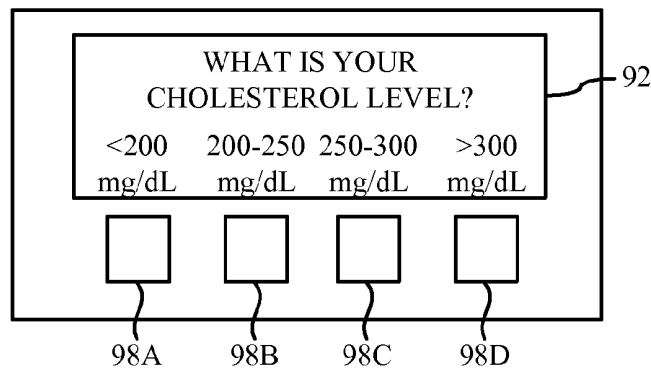 WHAT IS YOUR
CHOLESTEROL LEVEL?
<200 200-250 250-300 >300
mg/dL mg/dL mg/dL mg/dL
92
98A 98B 98C 98D